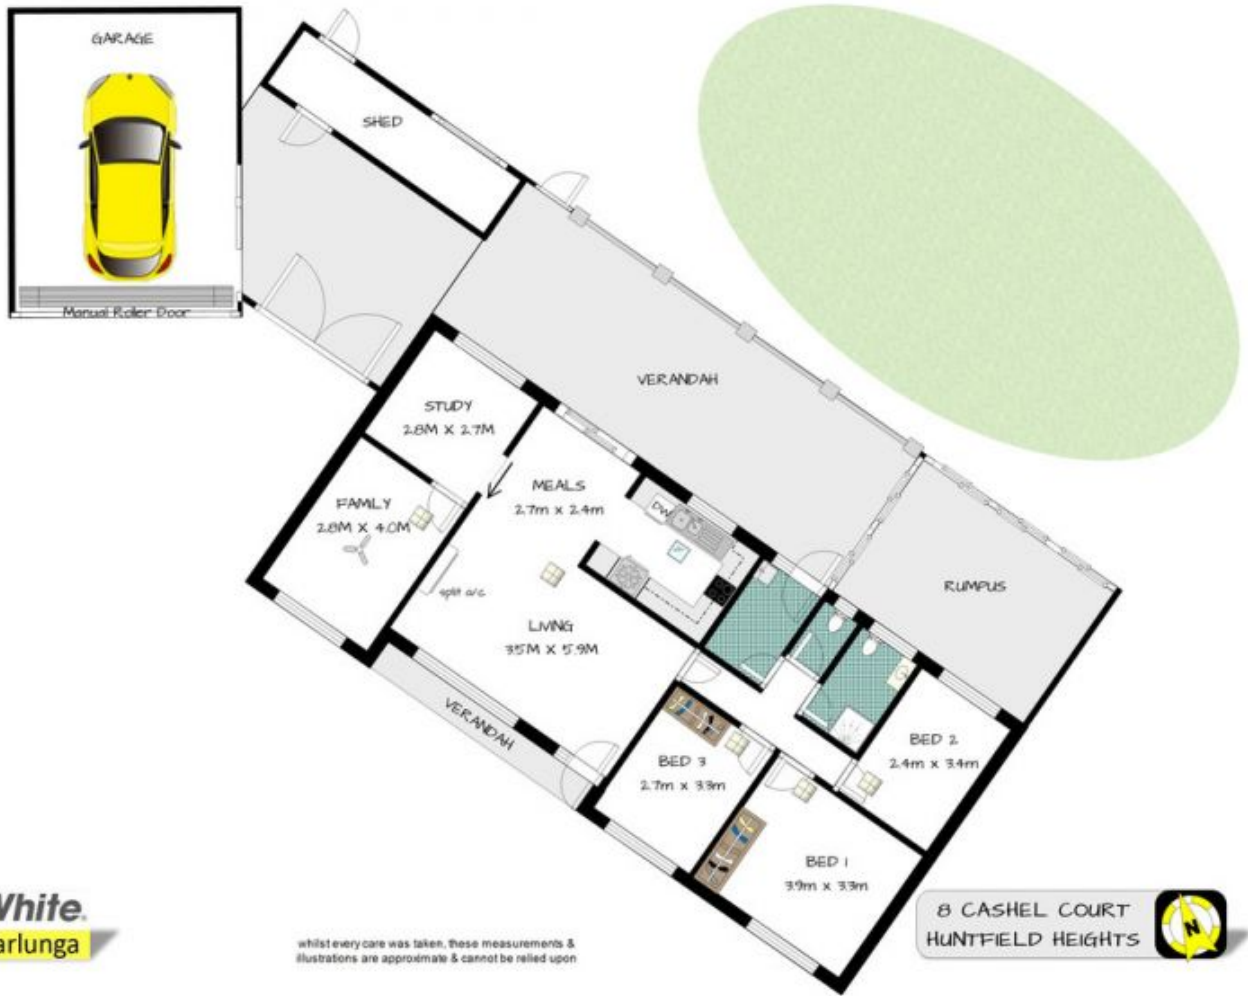 GARAGE
Manual Roller Door
SHED
VERANDAH
STUDY
2.8M X 2.7M
FAMILY
2.8M X 4.0M
MEALS
2.7m x 2.4m
DW
split a/c
LIVING
3.5M X 5.9M
RUMPUS
VERANDAH
BED 3
2.7m x 3.3m
BED 2
2.4m x 3.4m
BED 1
3.9m x 3.3m
White.
arlunga
whilst every care was taken, these measurements &
illustrations are approximate & cannot be relied upon
8 CASHEL COURT
HUNTFIELD HEIGHTS
N